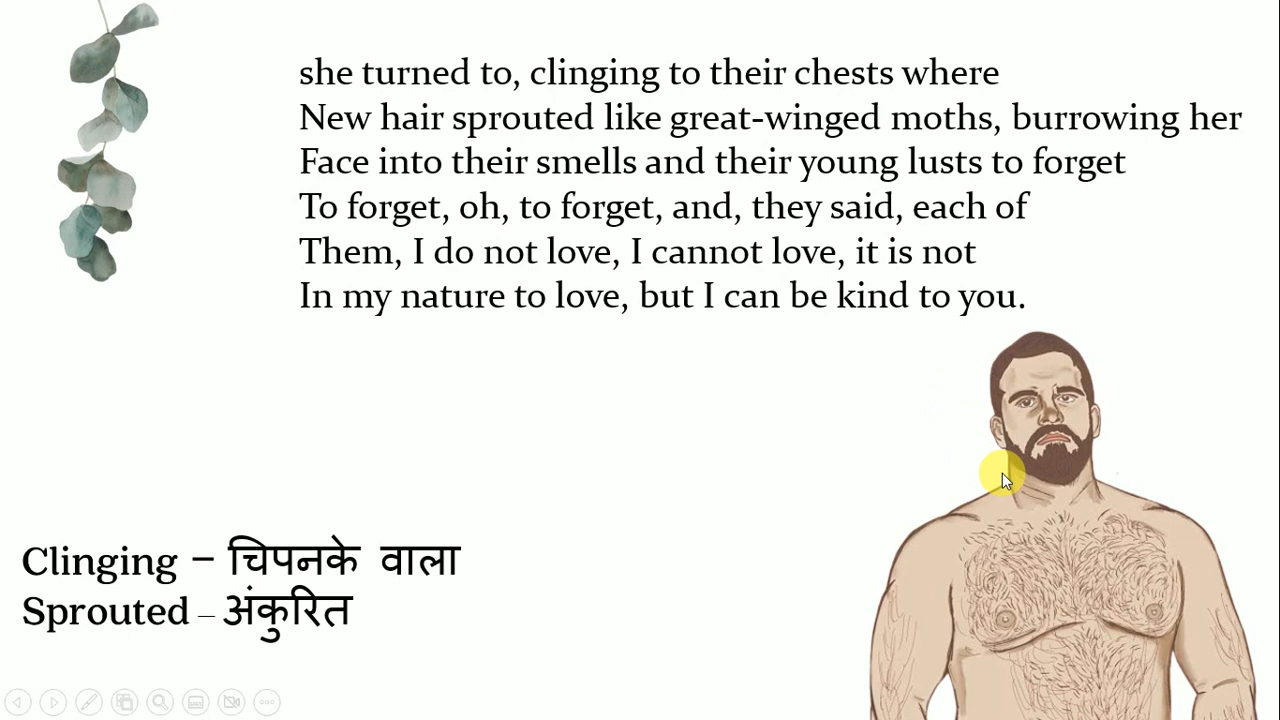 she turned to, clinging to their chests where
New hair sprouted like great-winged moths, burrowing her
Face into their smells and their young lusts to forget
To forget, oh, to forget, and, they said, each of
Them, I do not love, I cannot love, it is not
In my nature to love, but I can be kind to you.
Clinging – चिपनके वाला
Sprouted – अंकुरित